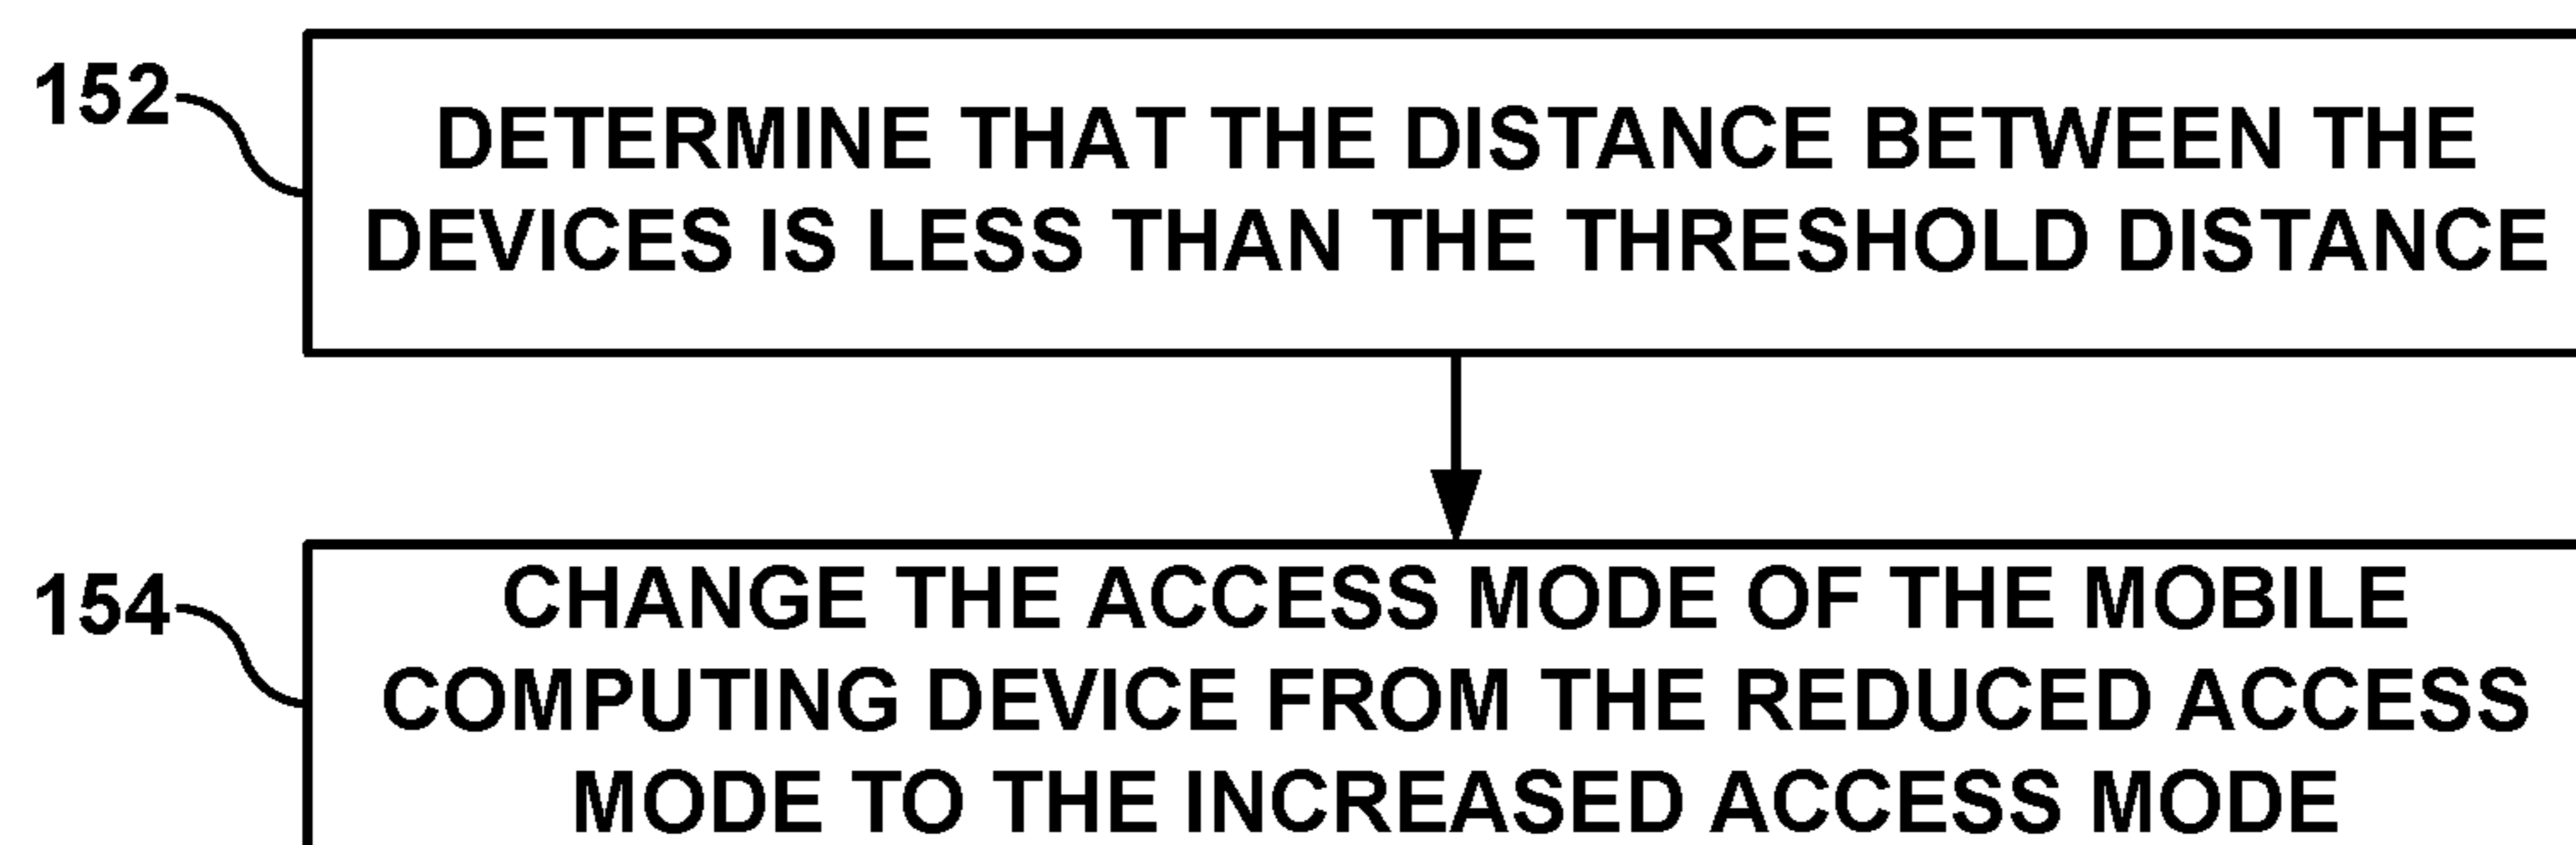 152
DETERMINE THAT THE DISTANCE BETWEEN THE
DEVICES IS LESS THAN THE THRESHOLD DISTANCE
154
CHANGE THE ACCESS MODE OF THE MOBILE
COMPUTING DEVICE FROM THE REDUCED ACCESS
MODE TO THE INCREASED ACCESS MODE